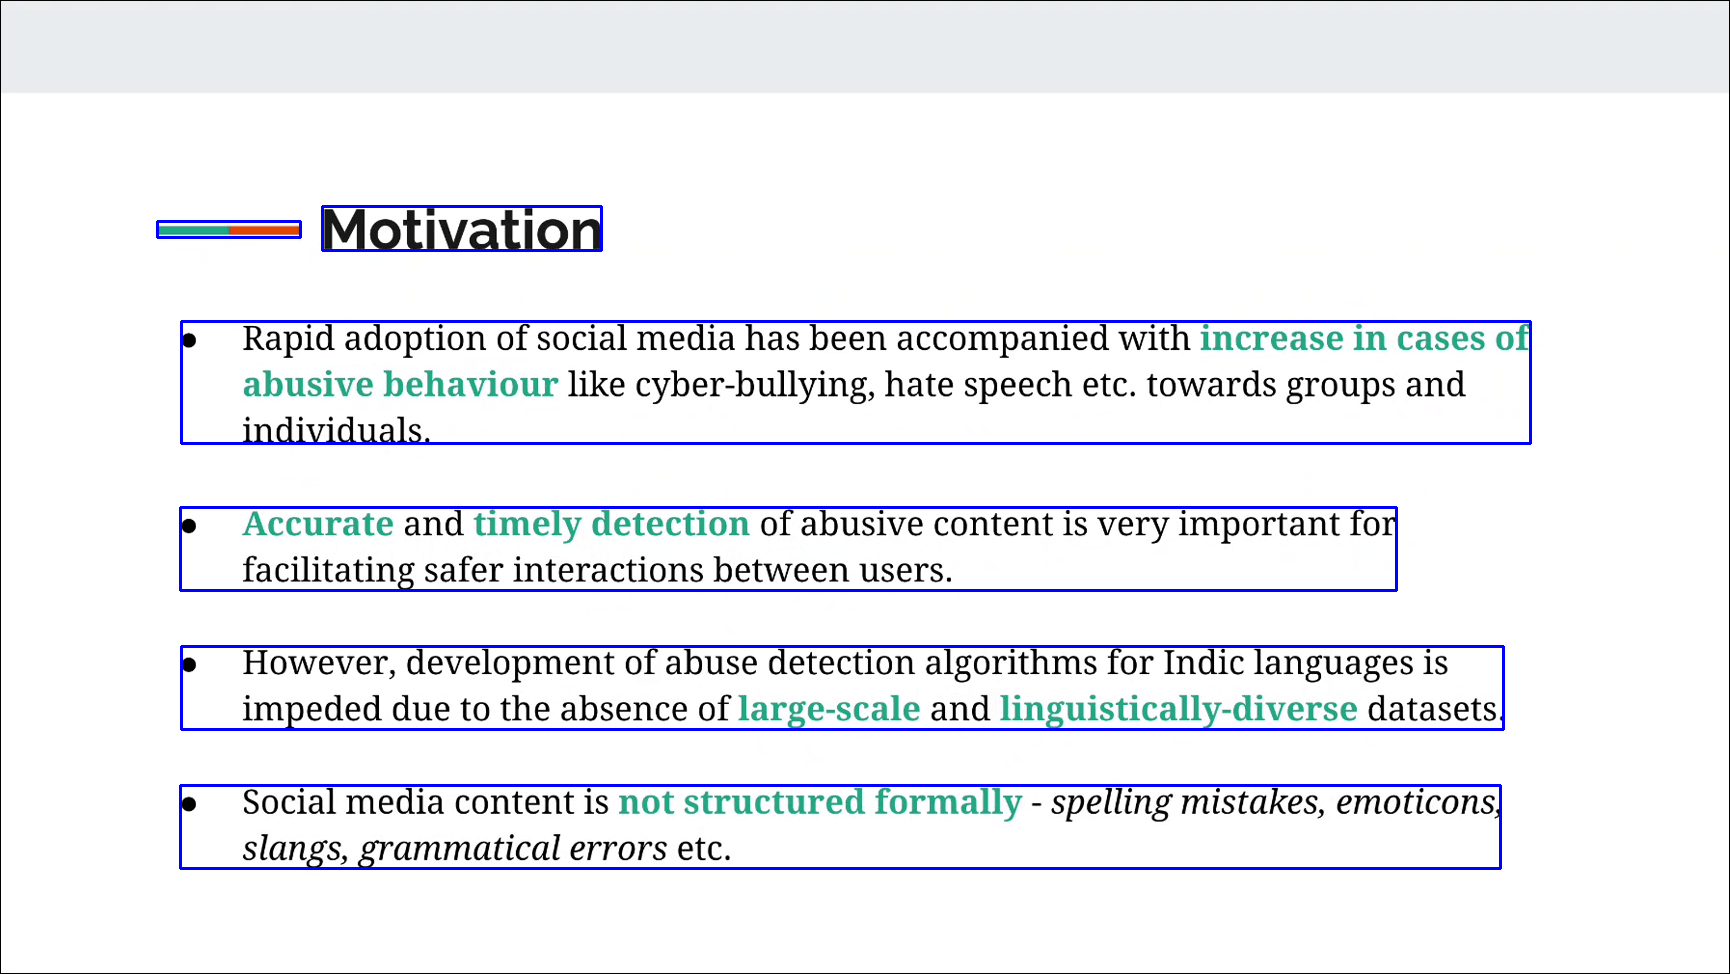 Motivation
● Rapid adoption of social media has been accompanied with increase in cases of
abusive behaviour like cyber-bullying, hate speech etc. towards groups and
individuals.
● Accurate and timely detection of abusive content is very important for
facilitating safer interactions between users.
● However, development of abuse detection algorithms for Indic languages is
impeded due to the absence of large-scale and linguistically-diverse datasets.
● Social media content is not structured formally - spelling mistakes, emoticons,
slangs, grammatical errors etc.